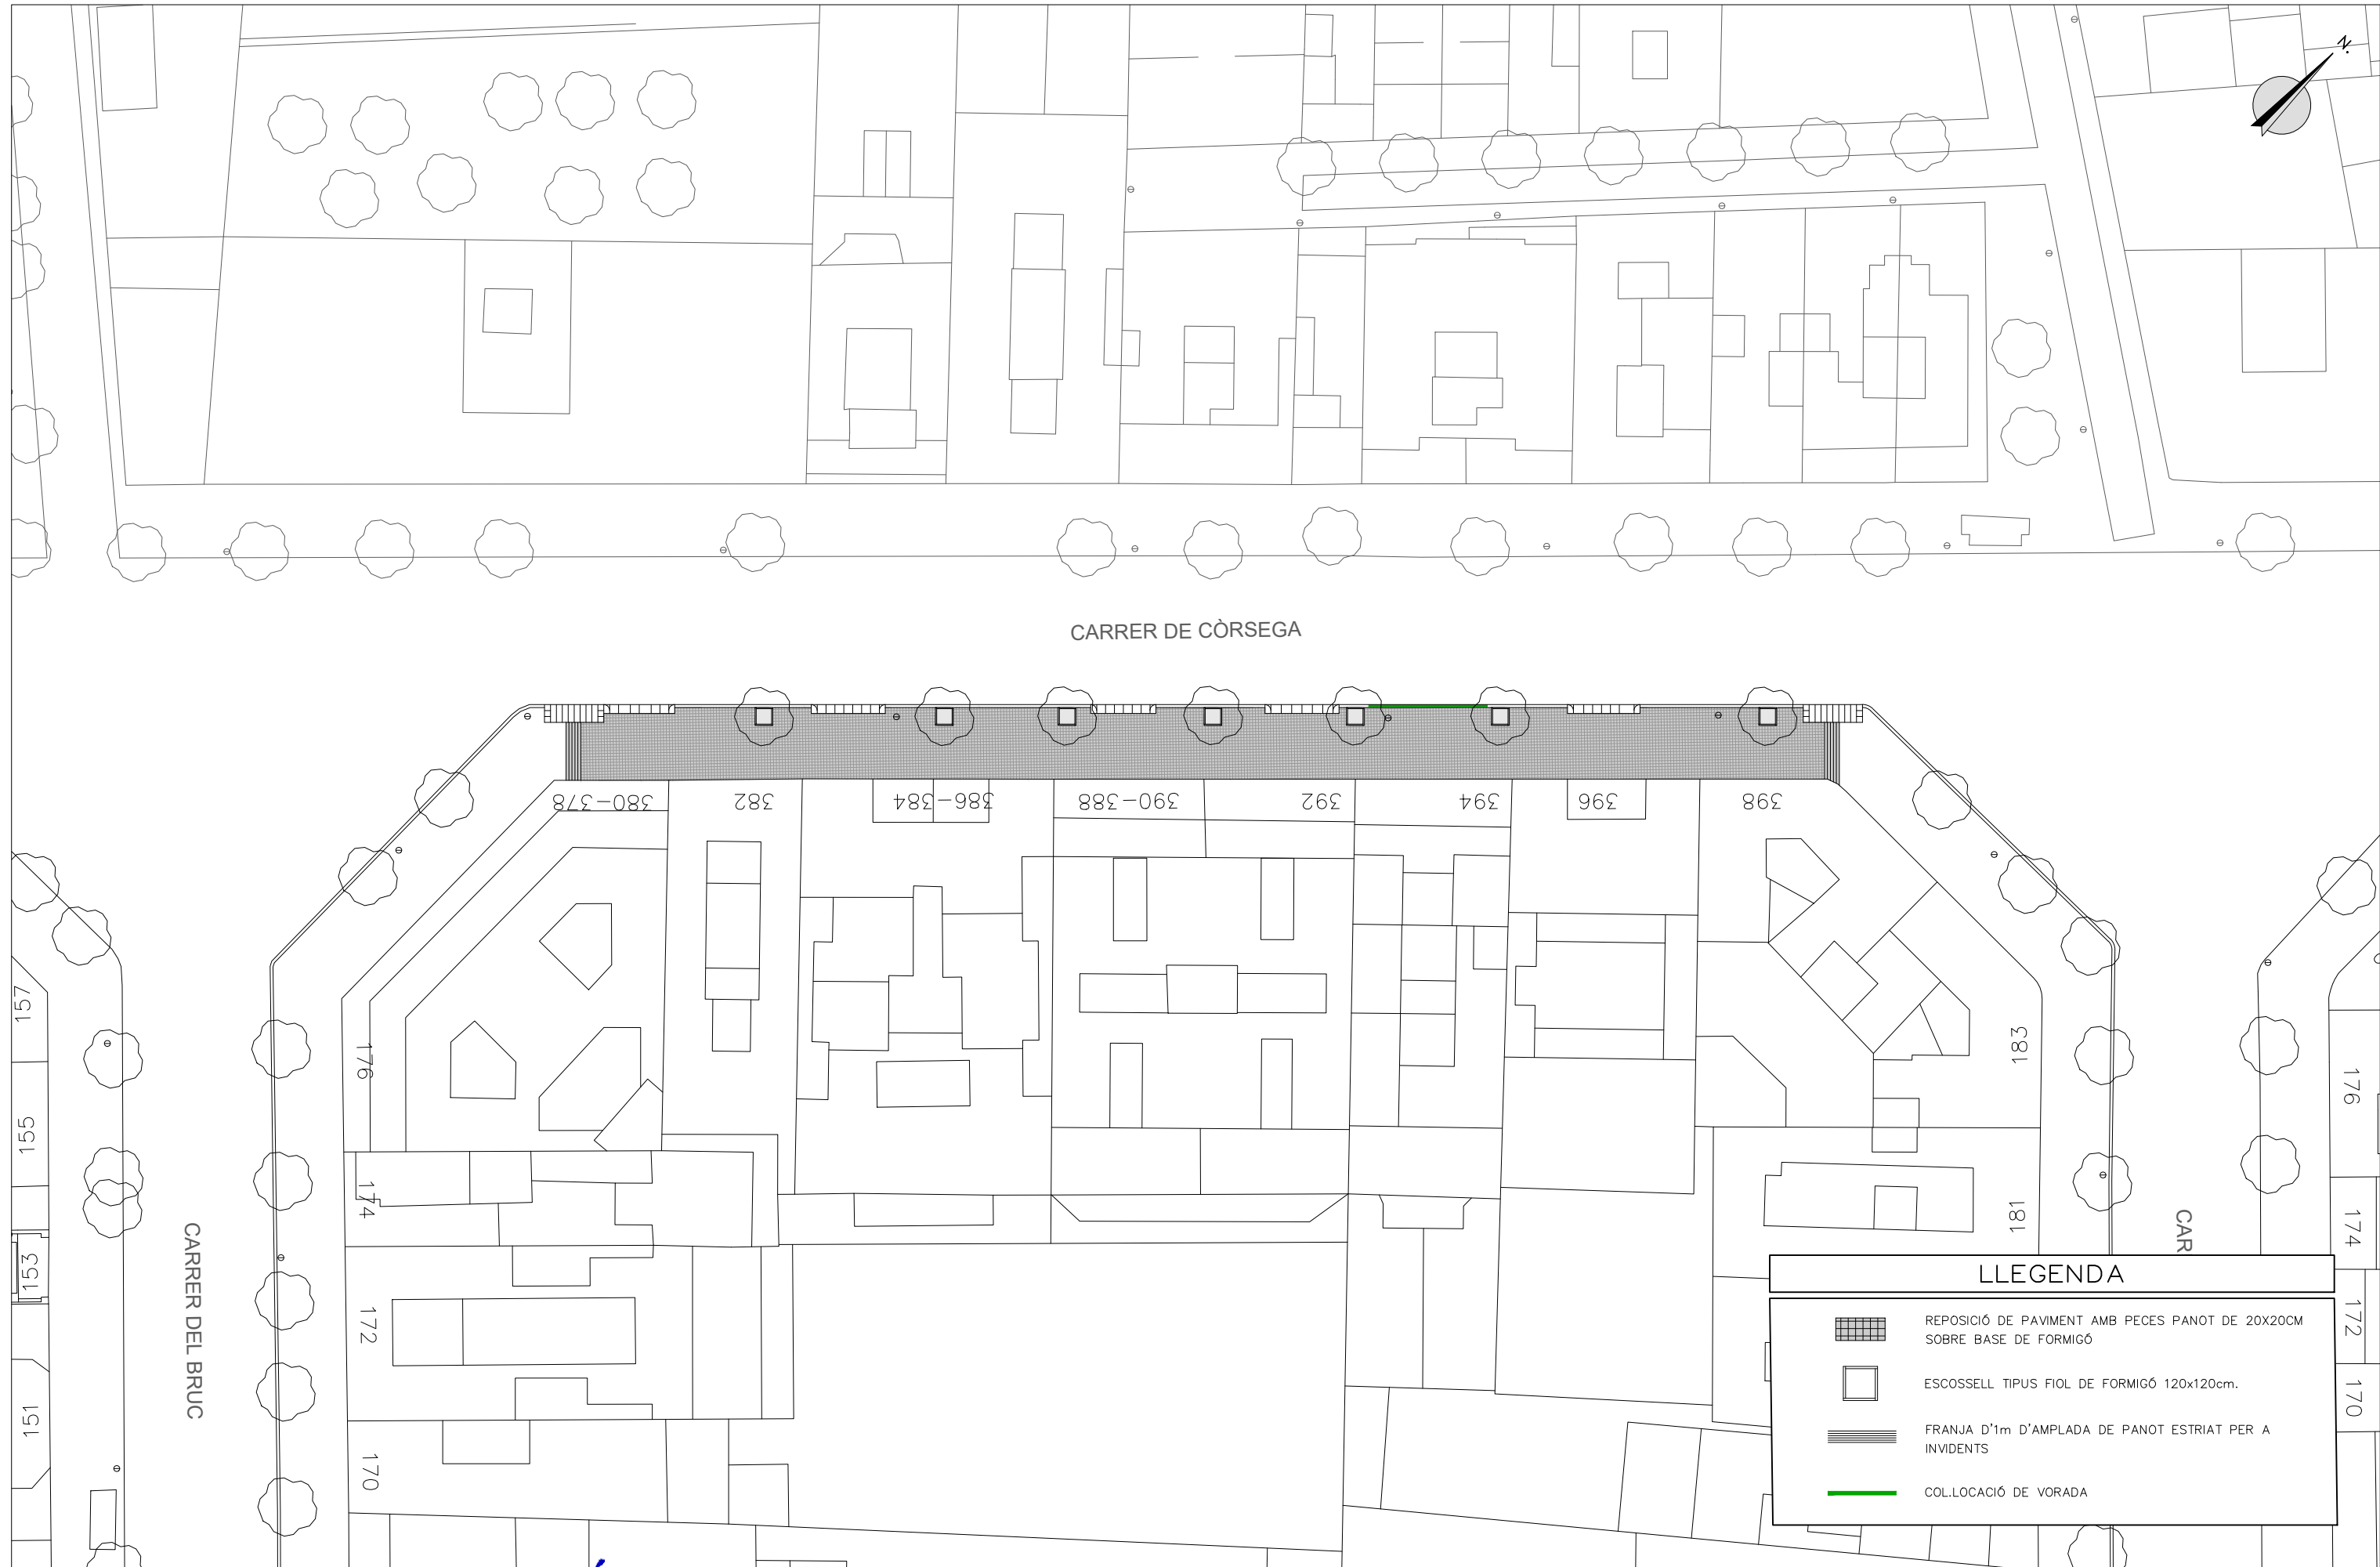 N.
CARRER DE CÒRSEGA
380-378
382
386-384
390-388
392
394
396
398
157
155
153
151
CARRER DEL BRUC
176
174
172
170
183
181
CAR
176
174
172
170
LLEGENDA
REPOSICIÓ DE PAVIMENT AMB PECES PANOT DE 20X20CM
SOBRE BASE DE FORMIGÓ
ESCOSSELL TIPUS FIOL DE FORMIGÓ 120x120cm.
FRANJA D'1m D'AMPLADA DE PANOT ESTRIAT PER A
INVIDENTS
COL.LOCACIÓ DE VORADA